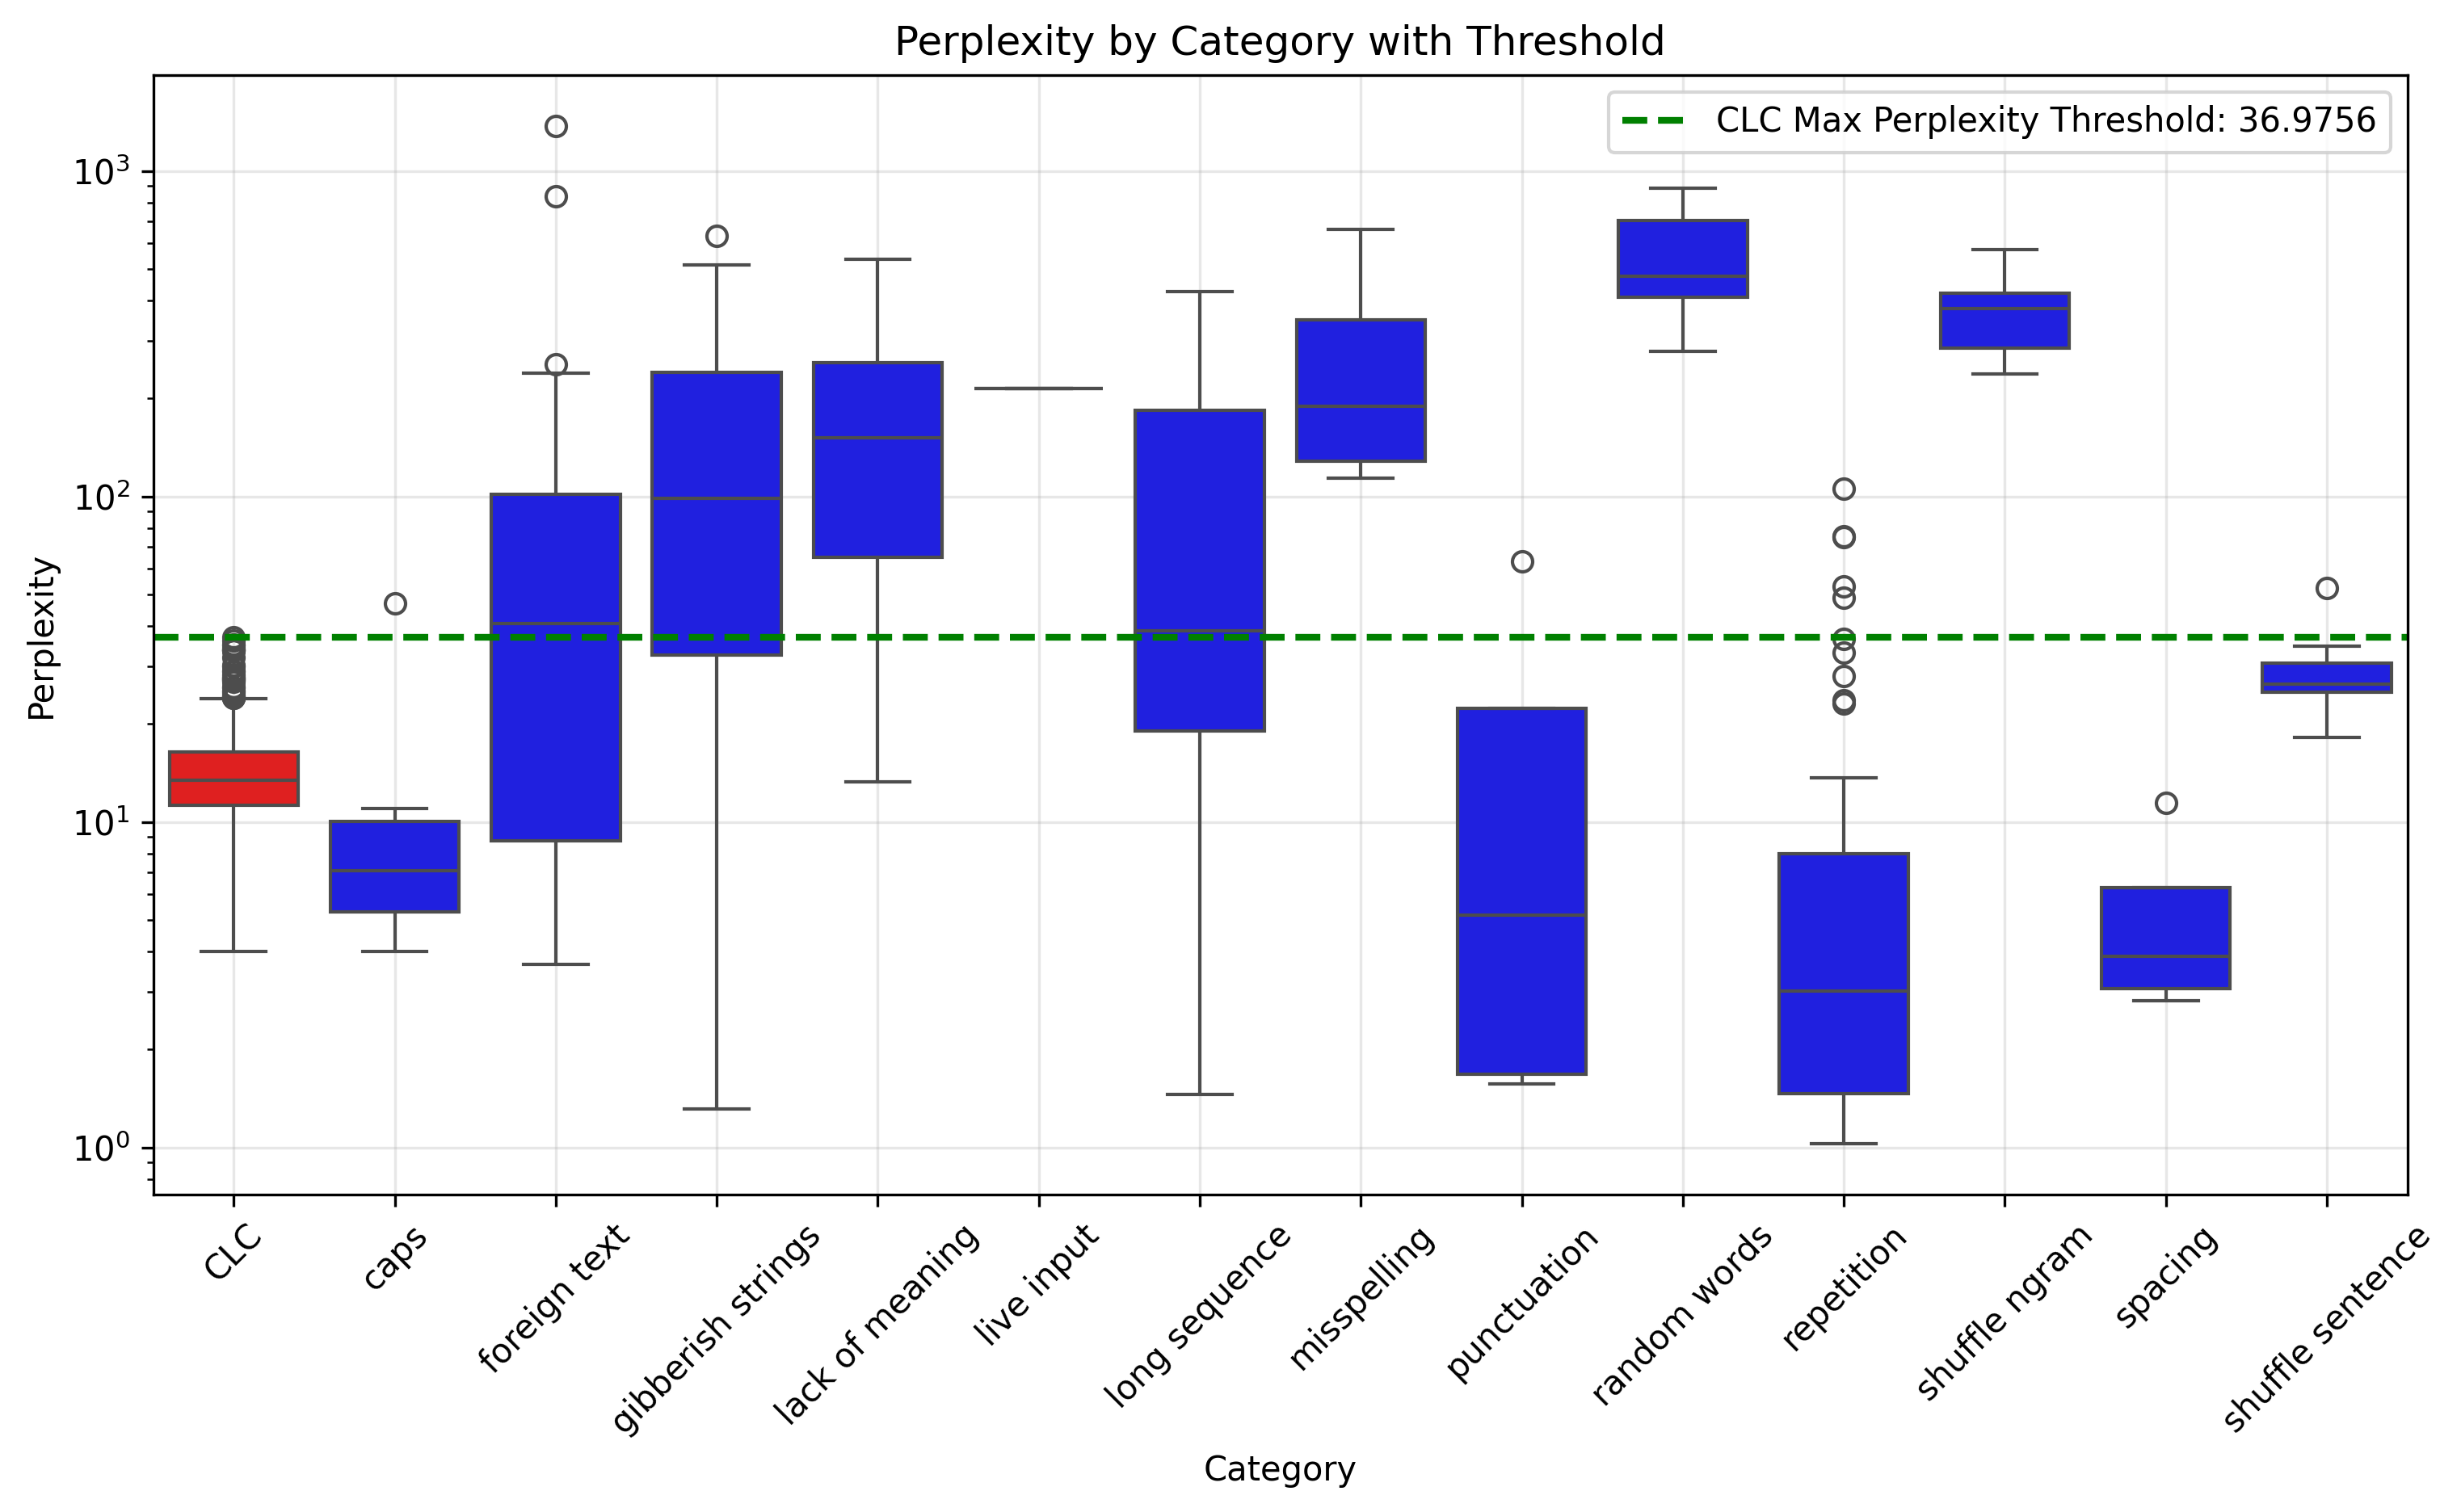 Perplexity by Category with Threshold
CLC Max Perplexity Threshold: 36.9756
Perplexity
10³
10²
10¹
10⁰
CLC
caps
foreign text
gibberish strings
lack of meaning
live input
long sequence
misspelling
punctuation
random words
repetition
shuffle ngram
spacing
shuffle sentence
Category